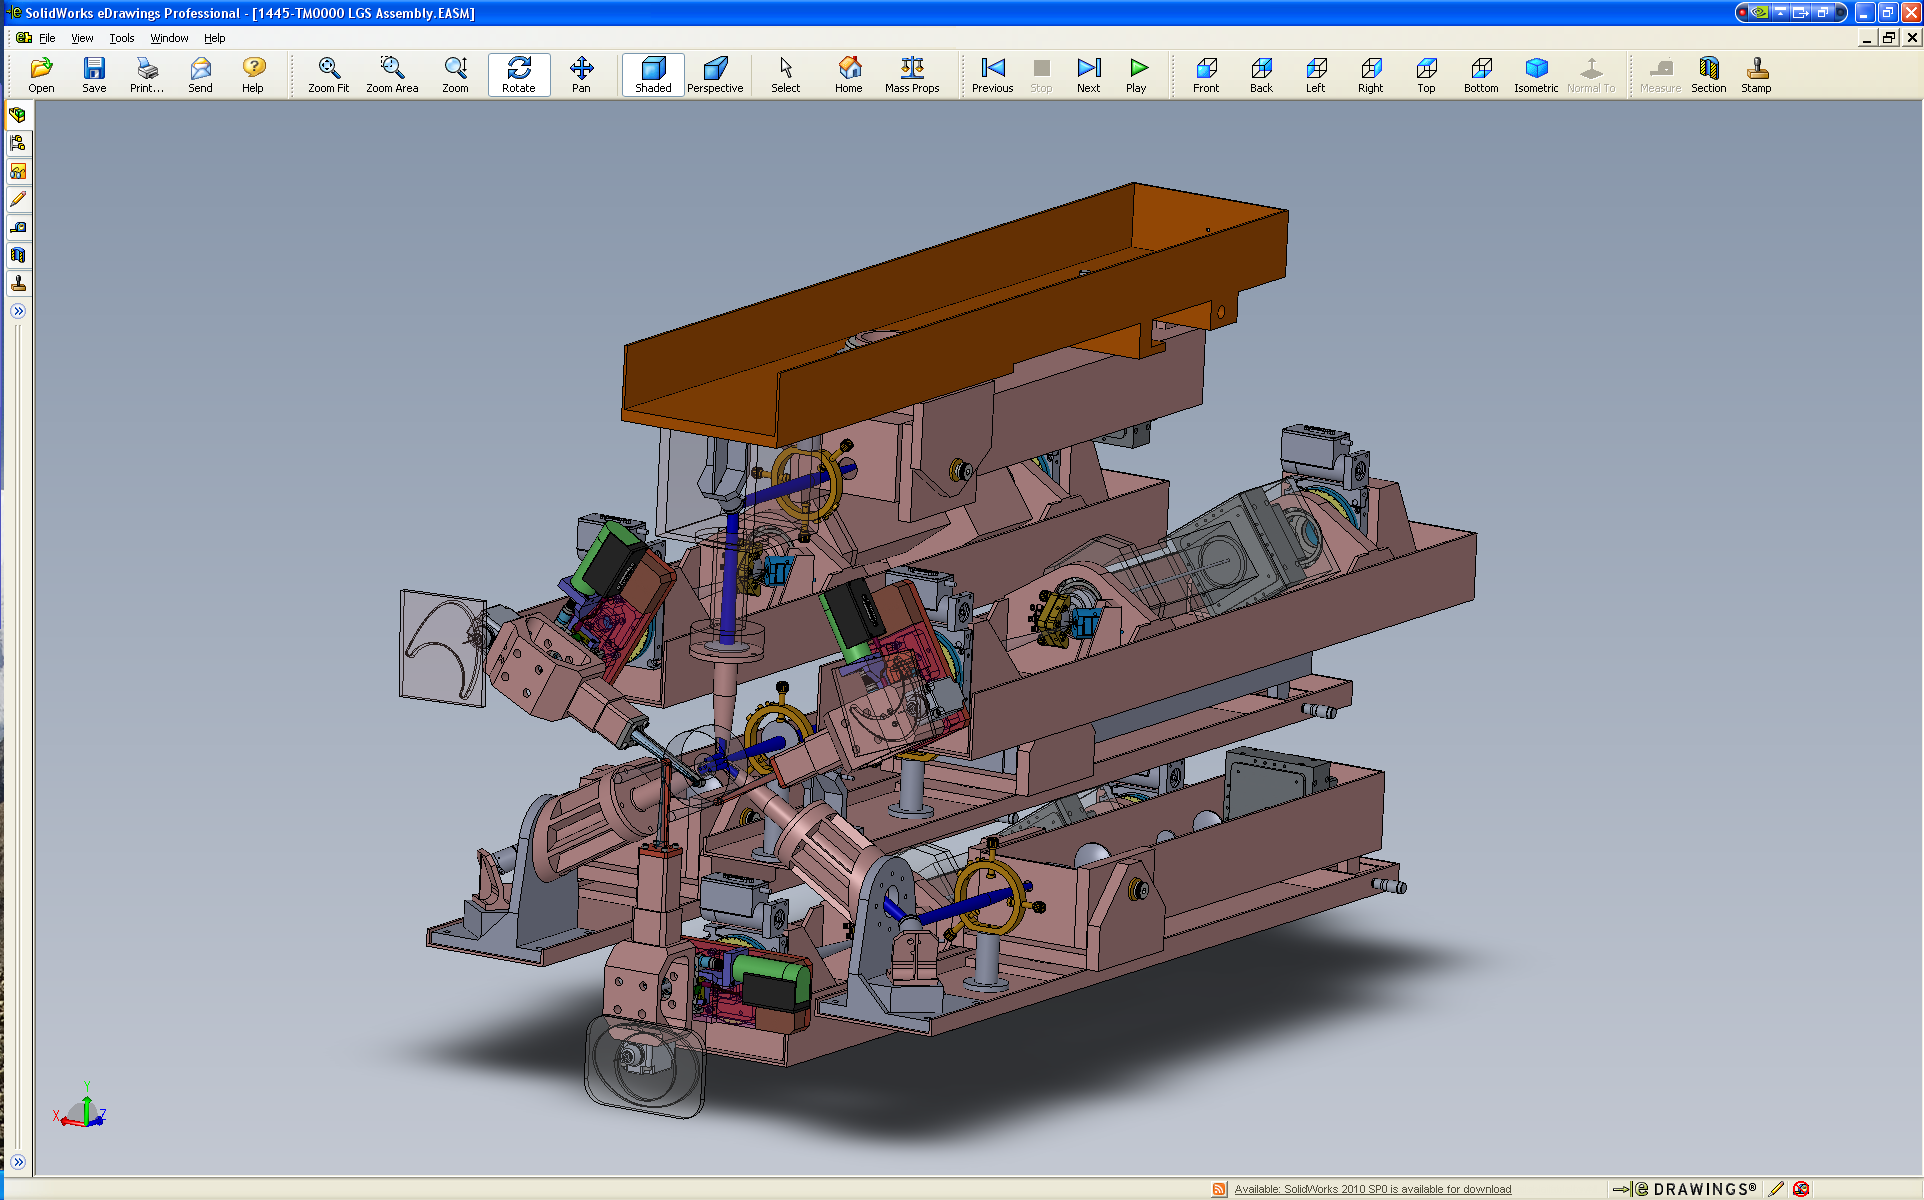 SolidWorks eDrawings Professional - [1445-TM0000 LGS Assembly.EASM]
File View Tools Window Help
Open Save Print... Send Help Zoom Fit Zoom Area Zoom Rotate Pan Shaded Perspective Select Home Mass Props Previous Stop Next Play Front Back Left Right Top Bottom Isometric Normal To Measure Section Stamp
Y
X Z
Available: SolidWorks 2010 SP0 is available for download
e DRAWINGS®